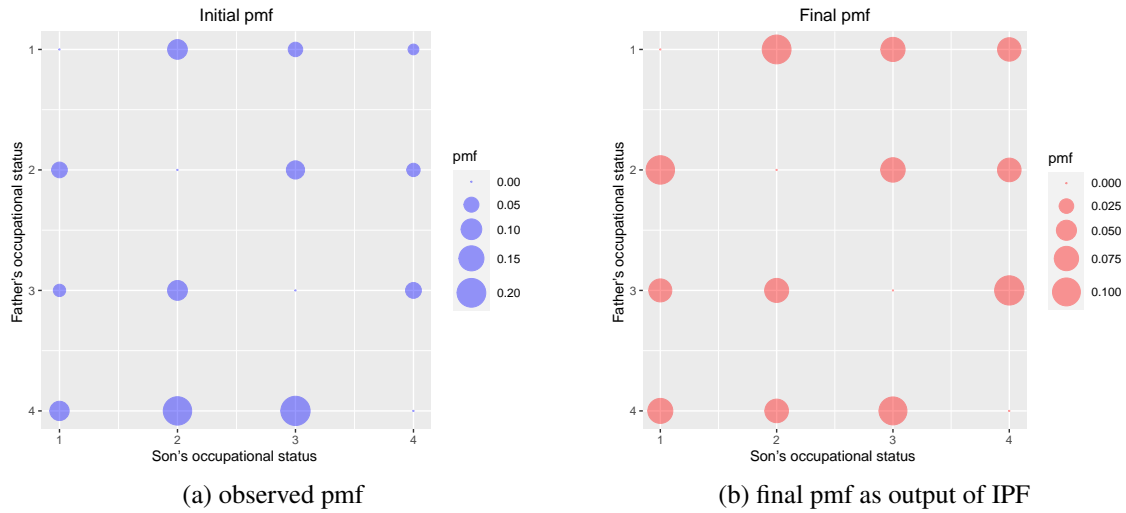 Initial pmf
1
2
3
4
Father's occupational status
1 2 3 4
Son's occupational status
pmf
0.00
0.05
0.10
0.15
0.20
(a) observed pmf
Final pmf
1
2
3
4
Father's occupational status
1 2 3 4
Son's occupational status
pmf
0.000
0.025
0.050
0.075
0.100
(b) final pmf as output of IPF